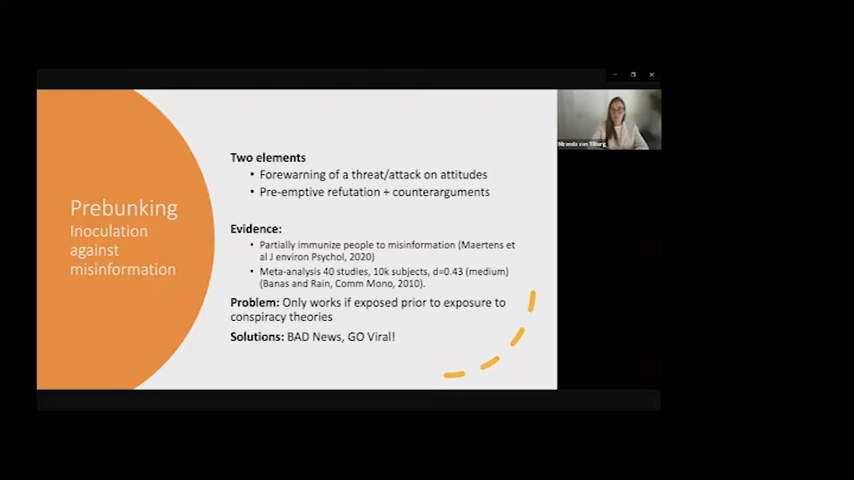 Prebunking
Inoculation
against
misinformation
Two elements
• Forewarning of a threat/attack on attitudes
• Pre-emptive refutation + counterarguments
Evidence:
• Partially immunize people to misinformation (Maertens et
al J environ Psychol, 2020)
• Meta-analysis 40 studies, 10k subjects, d=0.43 (medium)
(Banas and Rain, Comm Mono, 2010).
Problem: Only works if exposed prior to exposure to
conspiracy theories
Solutions: BAD News, GO Viral!
Miranda van Tilburg